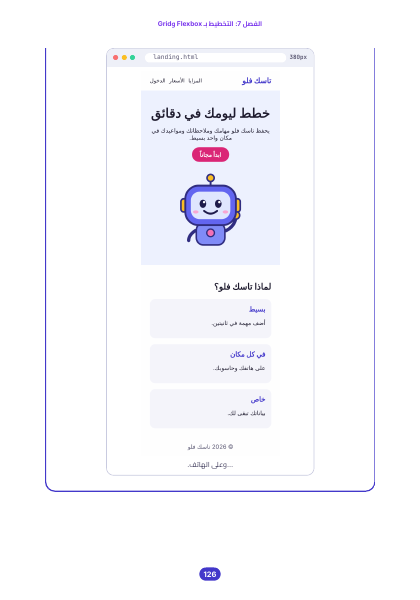 الفصل 7: التخطيط بـ Flexbox وGrid
landing.html
380px
تاسك فلو
المزايا الأسعار الدخول
خطط ليومك في دقائق
يحفظ تاسك فلو مهامك وملاحظاتك ومواعيدك في
مكان واحد بسيط.
ابدأ مجاناً
لماذا تاسك فلو؟
بسيط
أضف مهمة في ثانيتين.
في كل مكان
على هاتفك وحاسوبك.
خاص
بياناتك تبقى لك.
© 2026 تاسك فلو
...وعلى الهاتف.
126